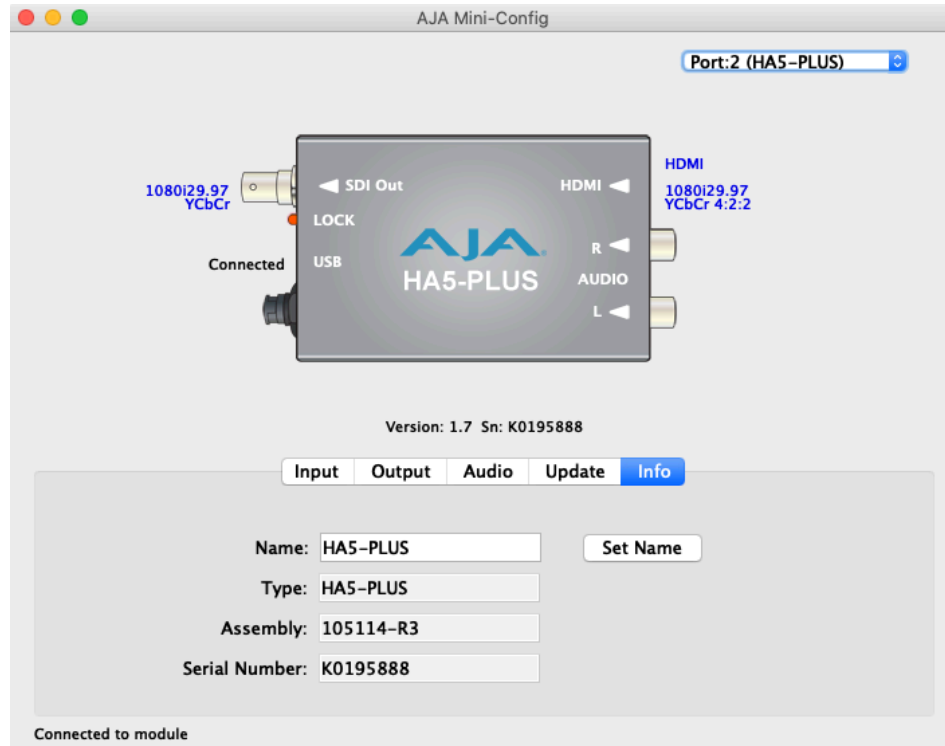 AJA Mini-Config
Port:2 (HA5-PLUS)
HDMI
1080i29.97
YCbCr
SDI Out
HDMI
1080i29.97
YCbCr 4:2:2
LOCK
Connected
USB
AJA
HA5-PLUS
R
AUDIO
L
Version: 1.7 Sn: K0195888
Input Output Audio Update Info
Name: HA5-PLUS Set Name
Type: HA5-PLUS
Assembly: 105114-R3
Serial Number: K0195888
Connected to module